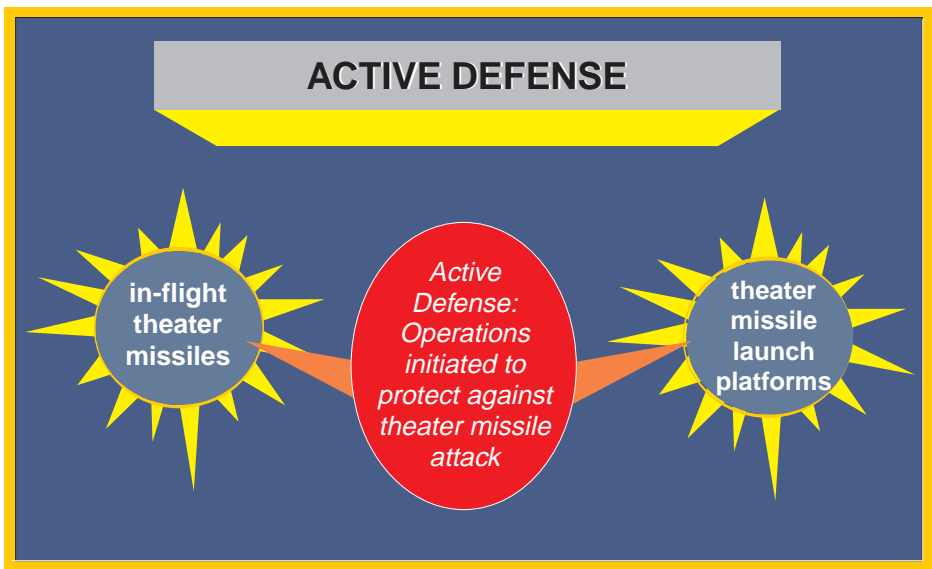 ACTIVE DEFENSE
in-flight
theater
missiles
Active
Defense:
Operations
initiated to
protect against
theater missile
attack
theater
missile
launch
platforms